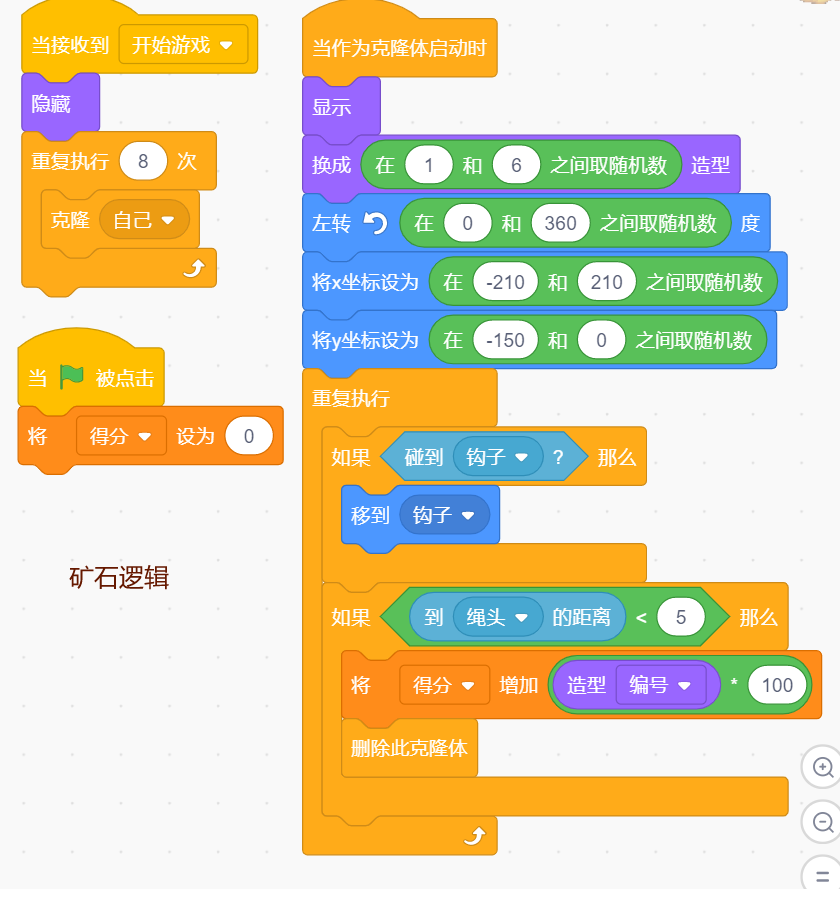 当接收到 开始游戏
隐藏
重复执行 8 次
克隆 自己
当 被点击
将 得分 设为 0
矿石逻辑
当作为克隆体启动时
显示
换成 在 1 和 6 之间取随机数 造型
左转 在 0 和 360 之间取随机数 度
将x坐标设为 在 -210 和 210 之间取随机数
将y坐标设为 在 -150 和 0 之间取随机数
重复执行
如果 碰到 钩子 ? 那么
移到 钩子
如果 到 绳头 的距离 < 5 那么
将 得分 增加 造型 编号 * 100
删除此克隆体